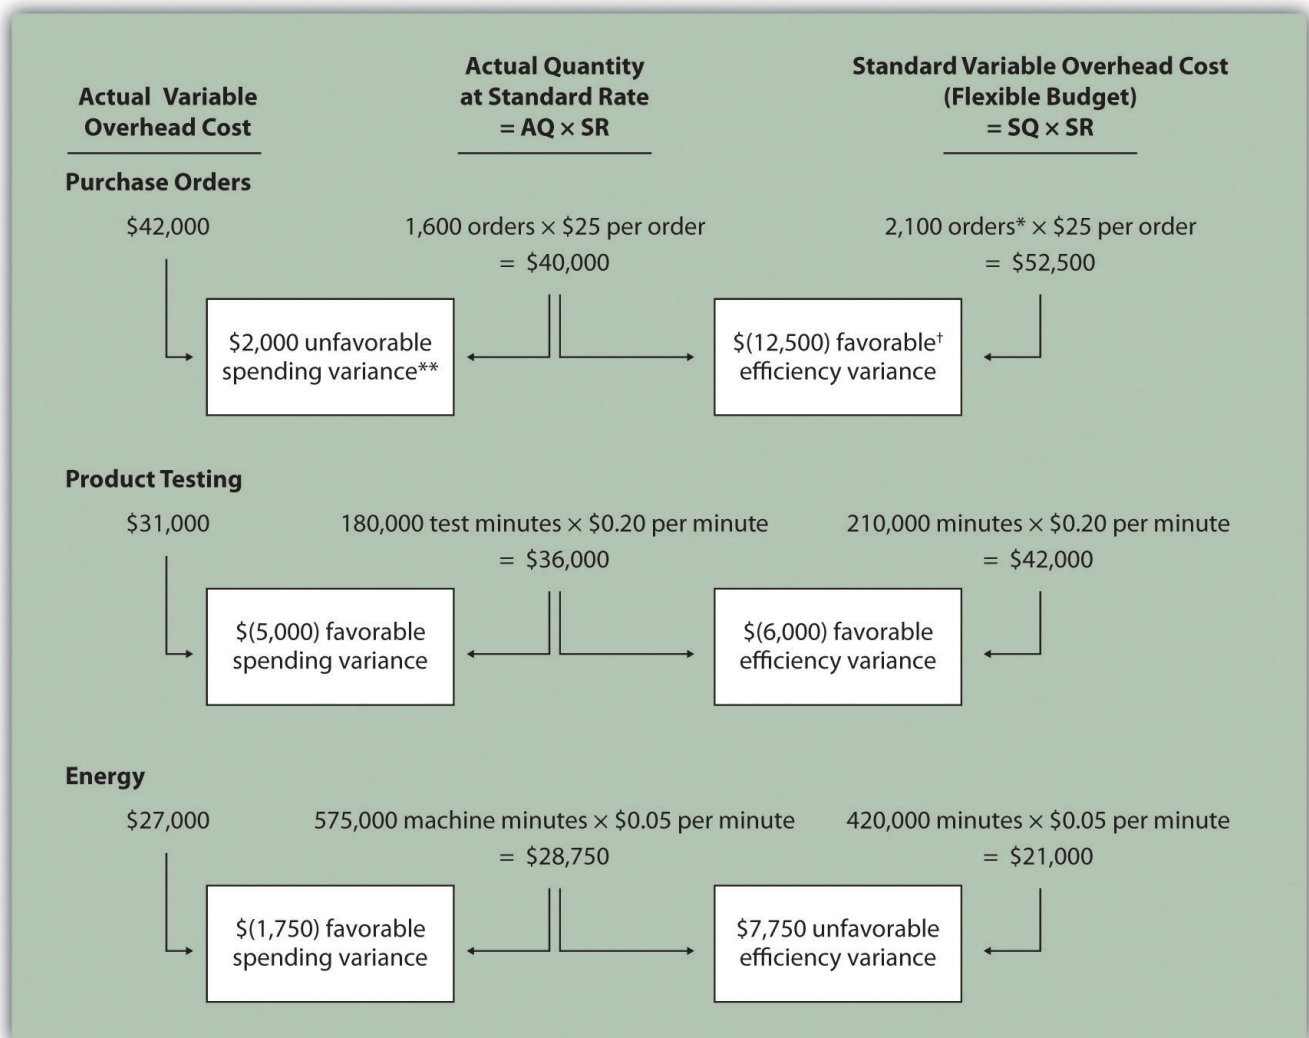 Actual Variable
Overhead Cost
Actual Quantity
at Standard Rate
= AQ × SR
Standard Variable Overhead Cost
(Flexible Budget)
= SQ × SR
Purchase Orders
$42,000
1,600 orders × $25 per order
= $40,000
2,100 orders* × $25 per order
= $52,500
$2,000 unfavorable
spending variance**
$(12,500) favorable†
efficiency variance
Product Testing
$31,000
180,000 test minutes × $0.20 per minute
= $36,000
210,000 minutes × $0.20 per minute
= $42,000
$(5,000) favorable
spending variance
$(6,000) favorable
efficiency variance
Energy
$27,000
575,000 machine minutes × $0.05 per minute
= $28,750
420,000 minutes × $0.05 per minute
= $21,000
$(1,750) favorable
spending variance
$7,750 unfavorable
efficiency variance